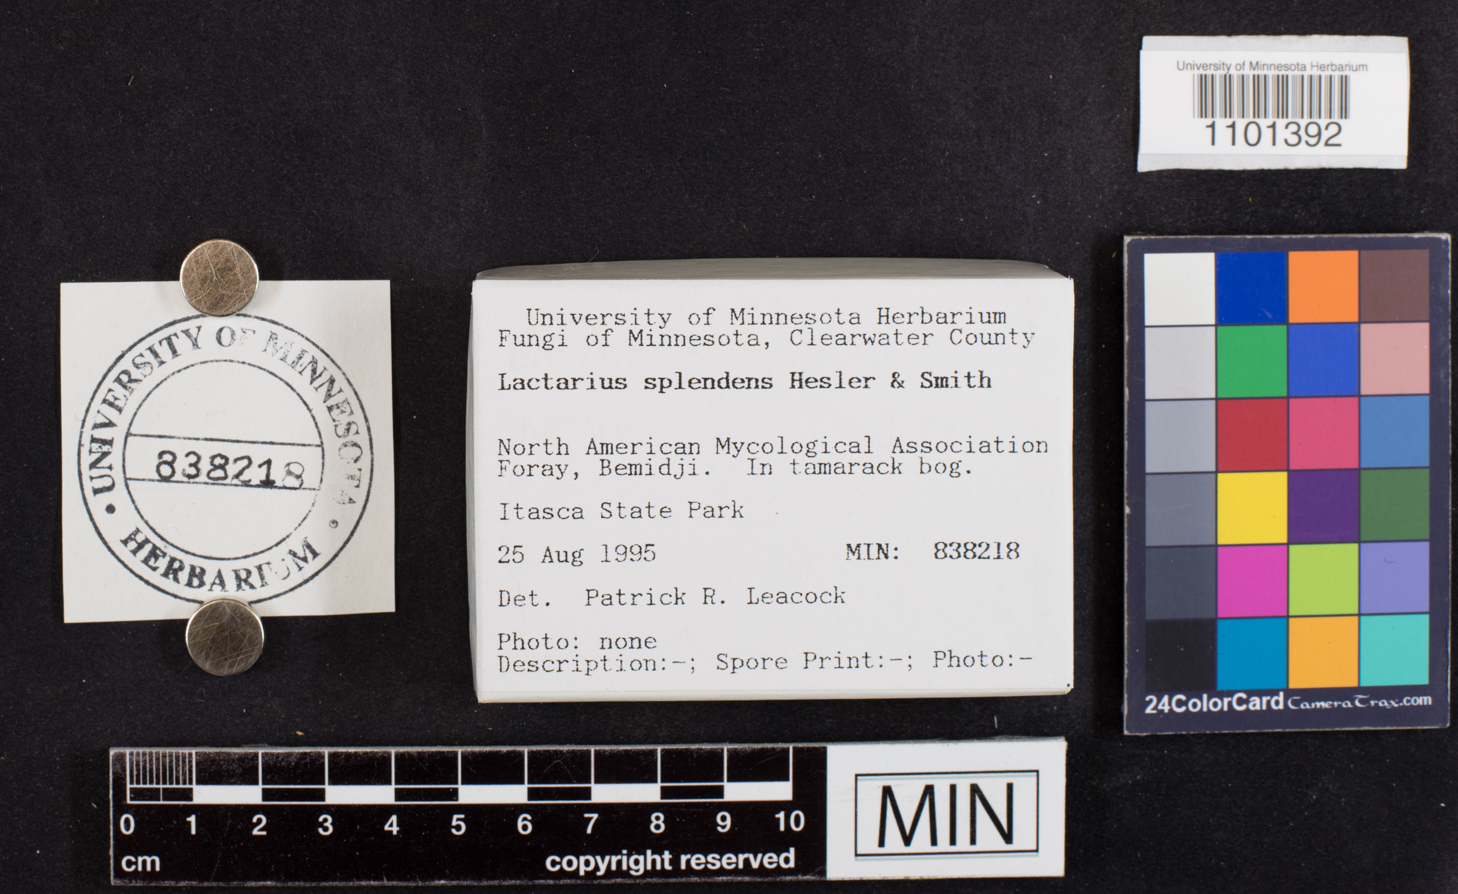 University of Minnesota Herbarium
1101392
UNIVERSITY OF MINNESOTA
838218
HERBARIUM
University of Minnesota Herbarium
Fungi of Minnesota, Clearwater County
Lactarius splendens Hesler & Smith
North American Mycological Association
Foray, Bemidji. In tamarack bog.
Itasca State Park
25 Aug 1995 MIN: 838218
Det. Patrick R. Leacock
Photo: none
Description:-; Spore Print:-; Photo:-
24ColorCard CameraTrax.com
0 1 2 3 4 5 6 7 8 9 10
cm copyright reserved
MIN